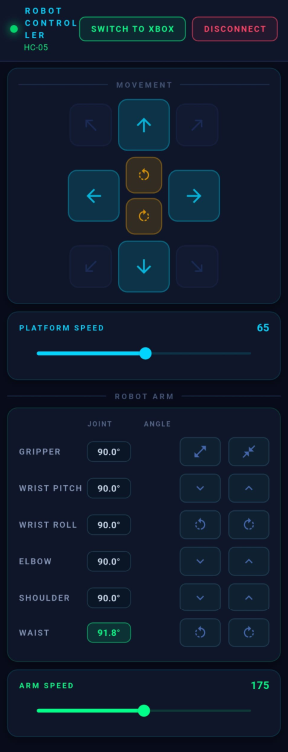 ROBOT
CONTROL
LER
HC-05
SWITCH TO XBOX
DISCONNECT
MOVEMENT
PLATFORM SPEED 65
ROBOT ARM
JOINT ANGLE
GRIPPER 90.0°
WRIST PITCH 90.0°
WRIST ROLL 90.0°
ELBOW 90.0°
SHOULDER 90.0°
WAIST 91.8°
ARM SPEED 175